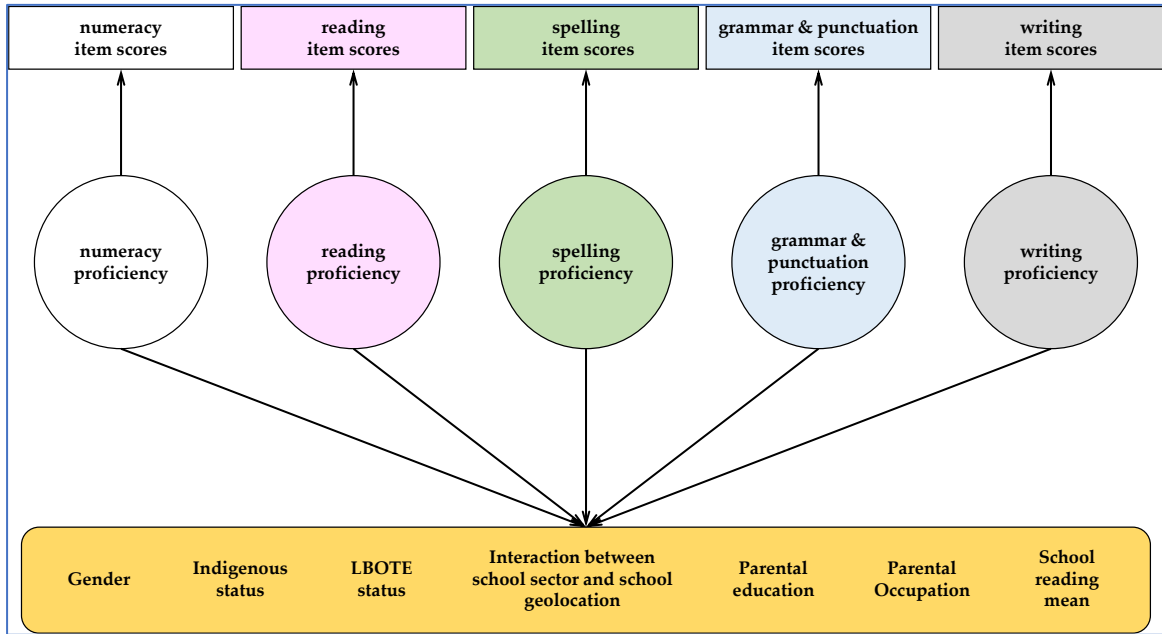 numeracy
item scores
reading
item scores
spelling
item scores
grammar & punctuation
item scores
writing
item scores
numeracy
proficiency
reading
proficiency
spelling
proficiency
grammar &
punctuation
proficiency
writing
proficiency
Gender
Indigenous
status
LBOTE
status
Interaction between
school sector and school
geolocation
Parental
education
Parental
Occupation
School
reading
mean